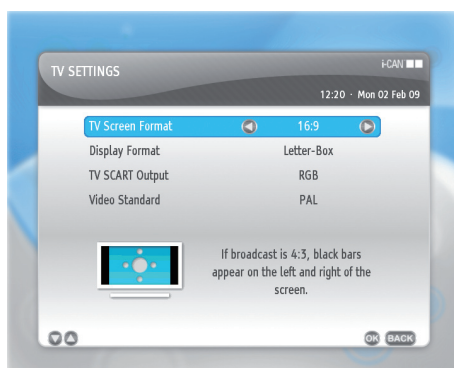 i-CAN
TV SETTINGS
12:20 · Mon 02 Feb 09
TV Screen Format 16:9
Display Format Letter-Box
TV SCART Output RGB
Video Standard PAL
If broadcast is 4:3, black bars
appear on the left and right of the
screen.
OK BACK